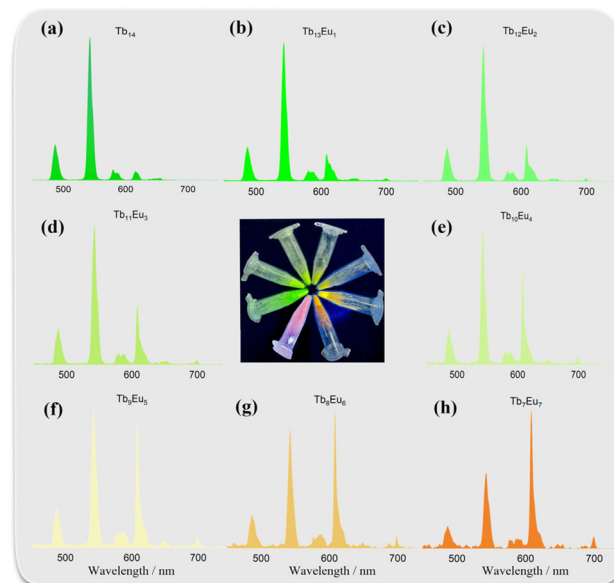 (a) Tb₁₄
(b) Tb₁₃Eu₁
(c) Tb₁₂Eu₂
500 600 700
500 600 700
500 600 700
(d) Tb₁₁Eu₃
(e) Tb₁₀Eu₄
500 600 700
500 600 700
(f) Tb₉Eu₅
(g) Tb₈Eu₆
(h) Tb₇Eu₇
500 600 700
500 600 700
500 600 700
Wavelength / nm
Wavelength / nm
Wavelength / nm